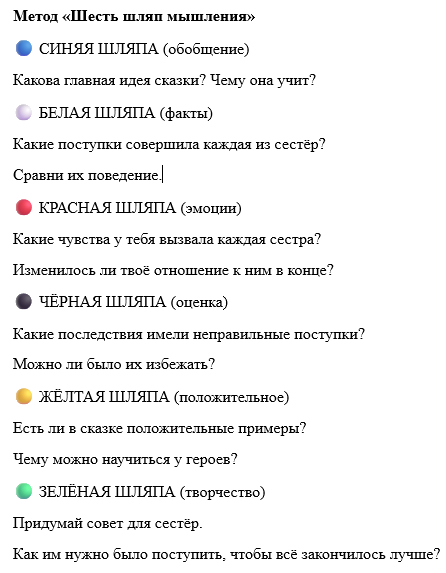 Метод «Шесть шляп мышления»
СИНЯЯ ШЛЯПА (обобщение)
Какова главная идея сказки? Чему она учит?
БЕЛАЯ ШЛЯПА (факты)
Какие поступки совершила каждая из сестёр?
Сравни их поведение.
КРАСНАЯ ШЛЯПА (эмоции)
Какие чувства у тебя вызвала каждая сестра?
Изменилось ли твоё отношение к ним в конце?
ЧЁРНАЯ ШЛЯПА (оценка)
Какие последствия имели неправильные поступки?
Можно ли было их избежать?
ЖЁЛТАЯ ШЛЯПА (положительное)
Есть ли в сказке положительные примеры?
Чему можно научиться у героев?
ЗЕЛЁНАЯ ШЛЯПА (творчество)
Придумай совет для сестёр.
Как им нужно было поступить, чтобы всё закончилось лучше?